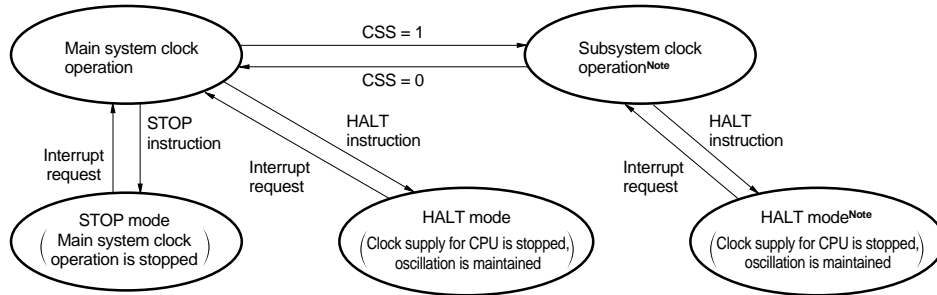 Main system clock
operation
CSS = 1
CSS = 0
Subsystem clock
operationNote
STOP
instruction
HALT
instruction
HALT
instruction
Interrupt
request
Interrupt
request
Interrupt
request
STOP mode
(Main system clock
operation is stopped)
HALT mode
(Clock supply for CPU is stopped,
oscillation is maintained)
HALT modeNote
(Clock supply for CPU is stopped,
oscillation is maintained)